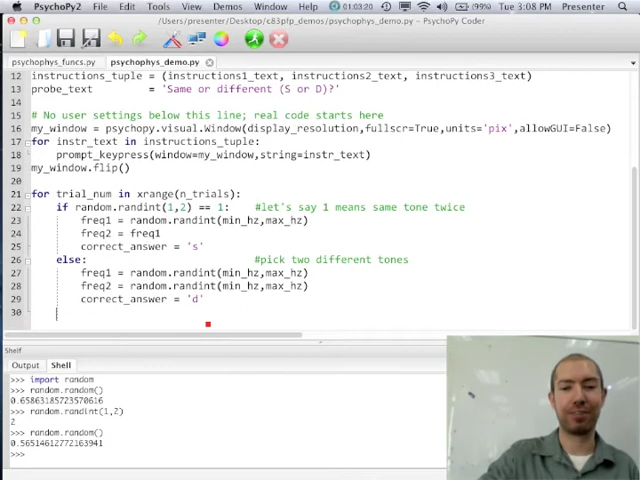 PsychoPy2 File Edit View Tools Demos Window Help 01:03:20 (99%) Tue 3:08 PM Presenter
/Users/presenter/Desktop/c83pfp_demos/psychophys_demo.py - PsychoPy Coder
psychophys_funcs.py psychophys_demo.py
12 instructions_tuple = (instructions1_text, instructions2_text, instructions3_text)
13 probe_text = 'Same or different (S or D)?'
14
15 # No user settings below this line; real code starts here
16 my_window = psychopy.visual.Window(display_resolution,fullscr=True,units='pix',allowGUI=False)
17 for instr_text in instructions_tuple:
18 prompt_keypress(window=my_window,string=instr_text)
19 my_window.flip()
20
21 for trial_num in xrange(n_trials):
22 if random.randint(1,2) == 1: #let's say 1 means same tone twice
23 freq1 = random.randint(min_hz,max_hz)
24 freq2 = freq1
25 correct_answer = 's'
26 else: #pick two different tones
27 freq1 = random.randint(min_hz,max_hz)
28 freq2 = random.randint(min_hz,max_hz)
29 correct_answer = 'd'
30
Shelf
Output Shell
>>> import random
>>> random.random()
0.65863185723570616
>>> random.randint(1,2)
2
>>> random.random()
0.56514612772163941
>>>